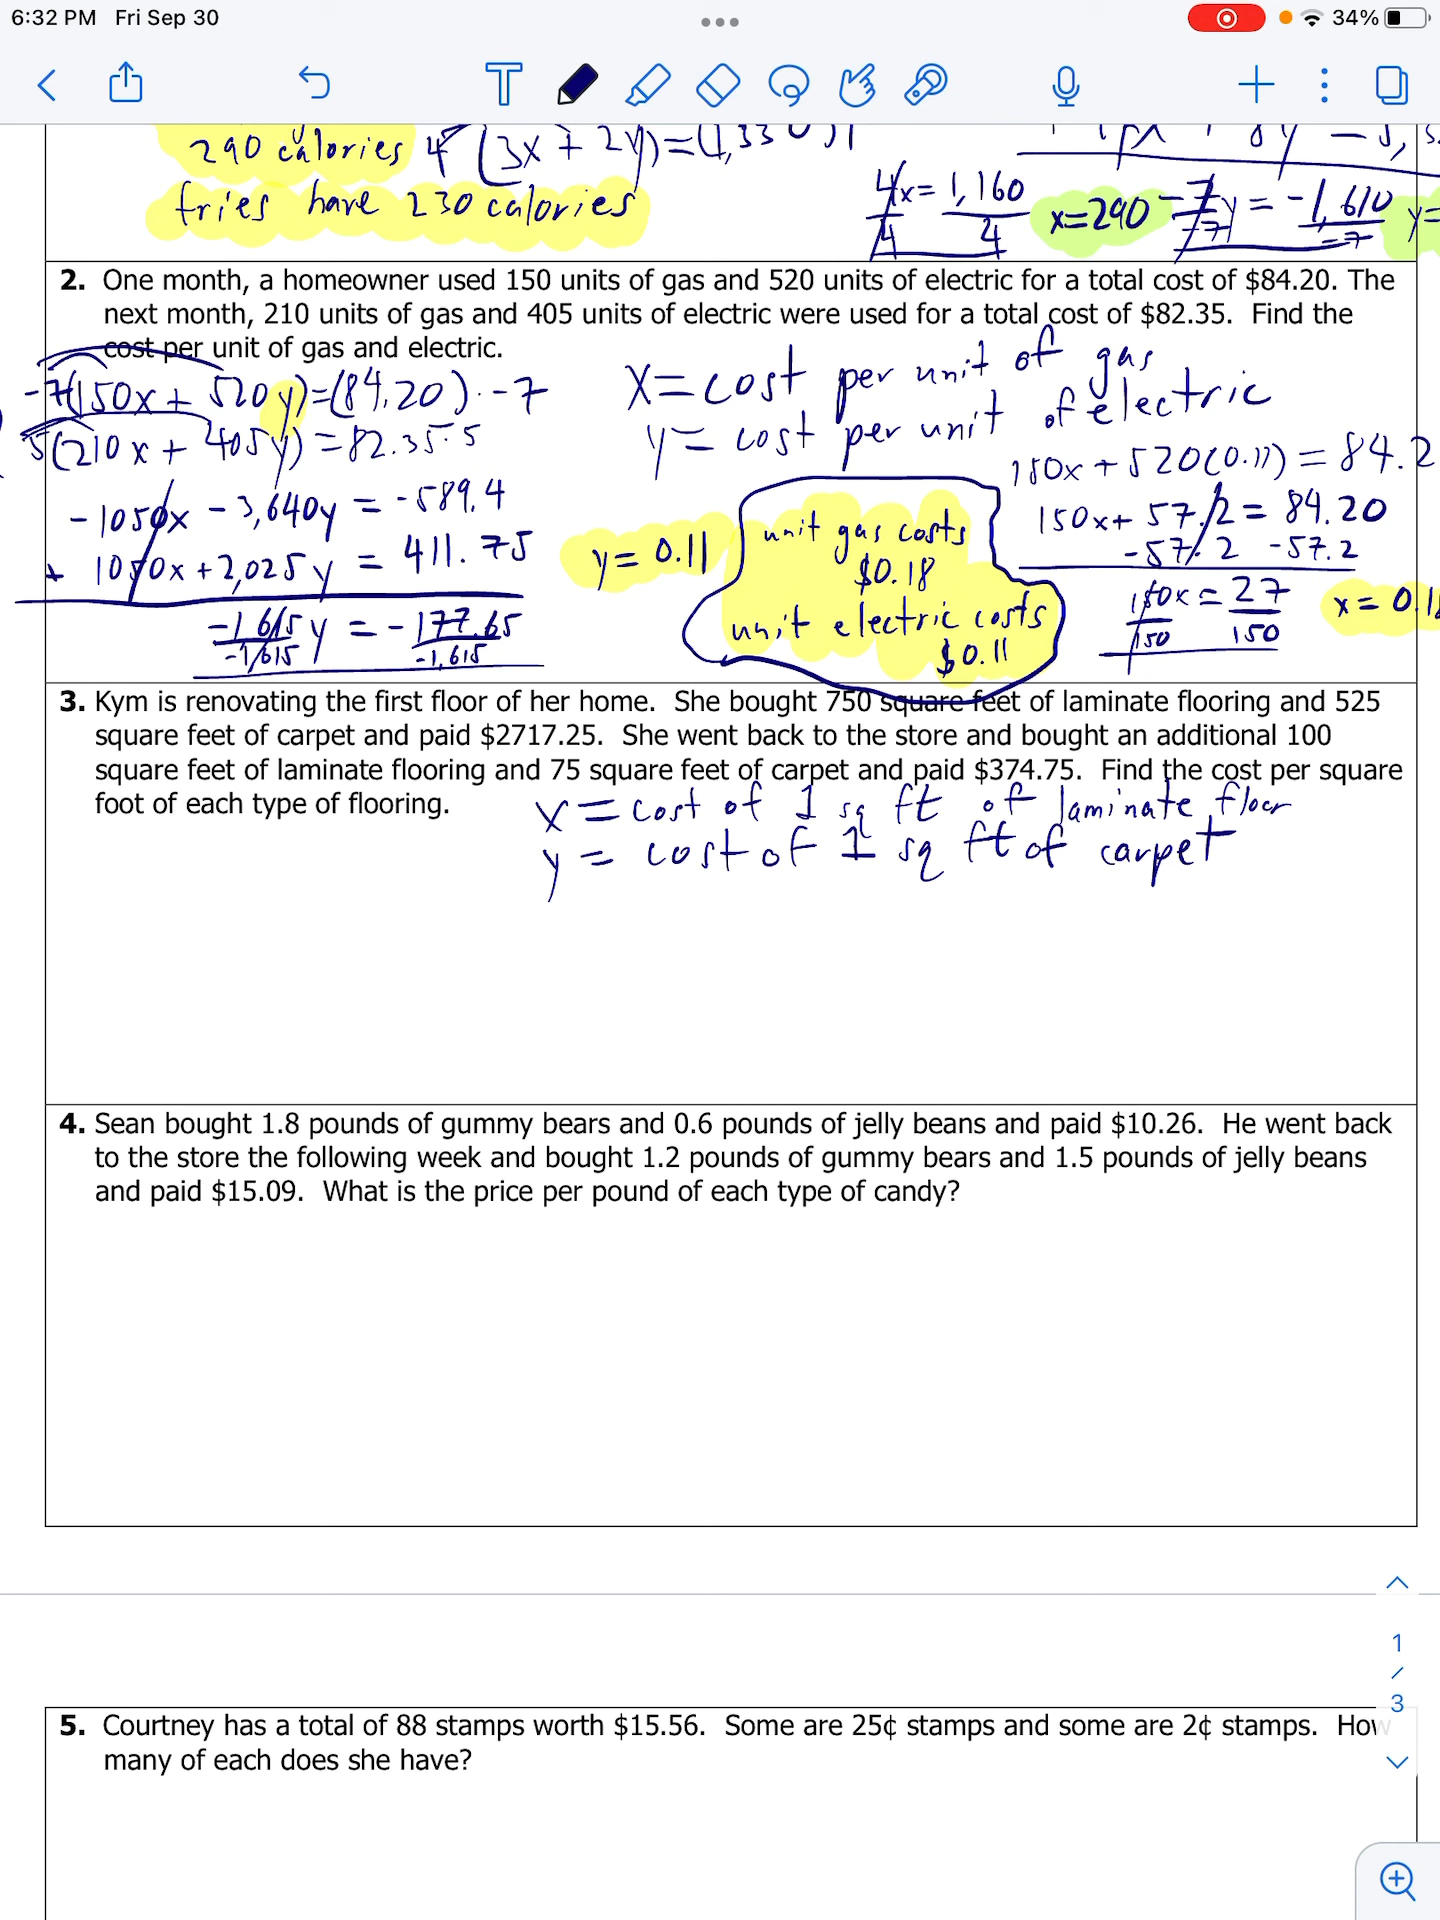 6:32 PM Fri Sep 30
34%
290 calories 4(3x + 2y)=(1,330)
fries have 230 calories
4x = 1,160
4 4
x=290
-7y = -1,610
-7 -7
y=
2. One month, a homeowner used 150 units of gas and 520 units of electric for a total cost of $84.20. The
next month, 210 units of gas and 405 units of electric were used for a total cost of $82.35. Find the
cost per unit of gas and electric.
-7(150x + 520y)=(84.20).-7
5(210x + 405y)=82.35.5
-1050x - 3,640y = -589.4
+ 1050x + 2,025y = 411.75
-1615y = -177.65
-1615 -1,615
y = 0.11
x = cost per unit of gas
y = cost per unit of electric
unit gas costs
$0.18
unit electric costs
$0.11
150x + 520(0.11) = 84.2
150x + 57.2 = 84.20
-57.2 -57.2
150x = 27
150 150
x = 0.18
3. Kym is renovating the first floor of her home. She bought 750 square feet of laminate flooring and 525
square feet of carpet and paid $2717.25. She went back to the store and bought an additional 100
square feet of laminate flooring and 75 square feet of carpet and paid $374.75. Find the cost per square
foot of each type of flooring.
x = cost of 1 sq ft of laminate floor
y = cost of 1 sq ft of carpet
4. Sean bought 1.8 pounds of gummy bears and 0.6 pounds of jelly beans and paid $10.26. He went back
to the store the following week and bought 1.2 pounds of gummy bears and 1.5 pounds of jelly beans
and paid $15.09. What is the price per pound of each type of candy?
1
/
3
5. Courtney has a total of 88 stamps worth $15.56. Some are 25¢ stamps and some are 2¢ stamps. How
many of each does she have?